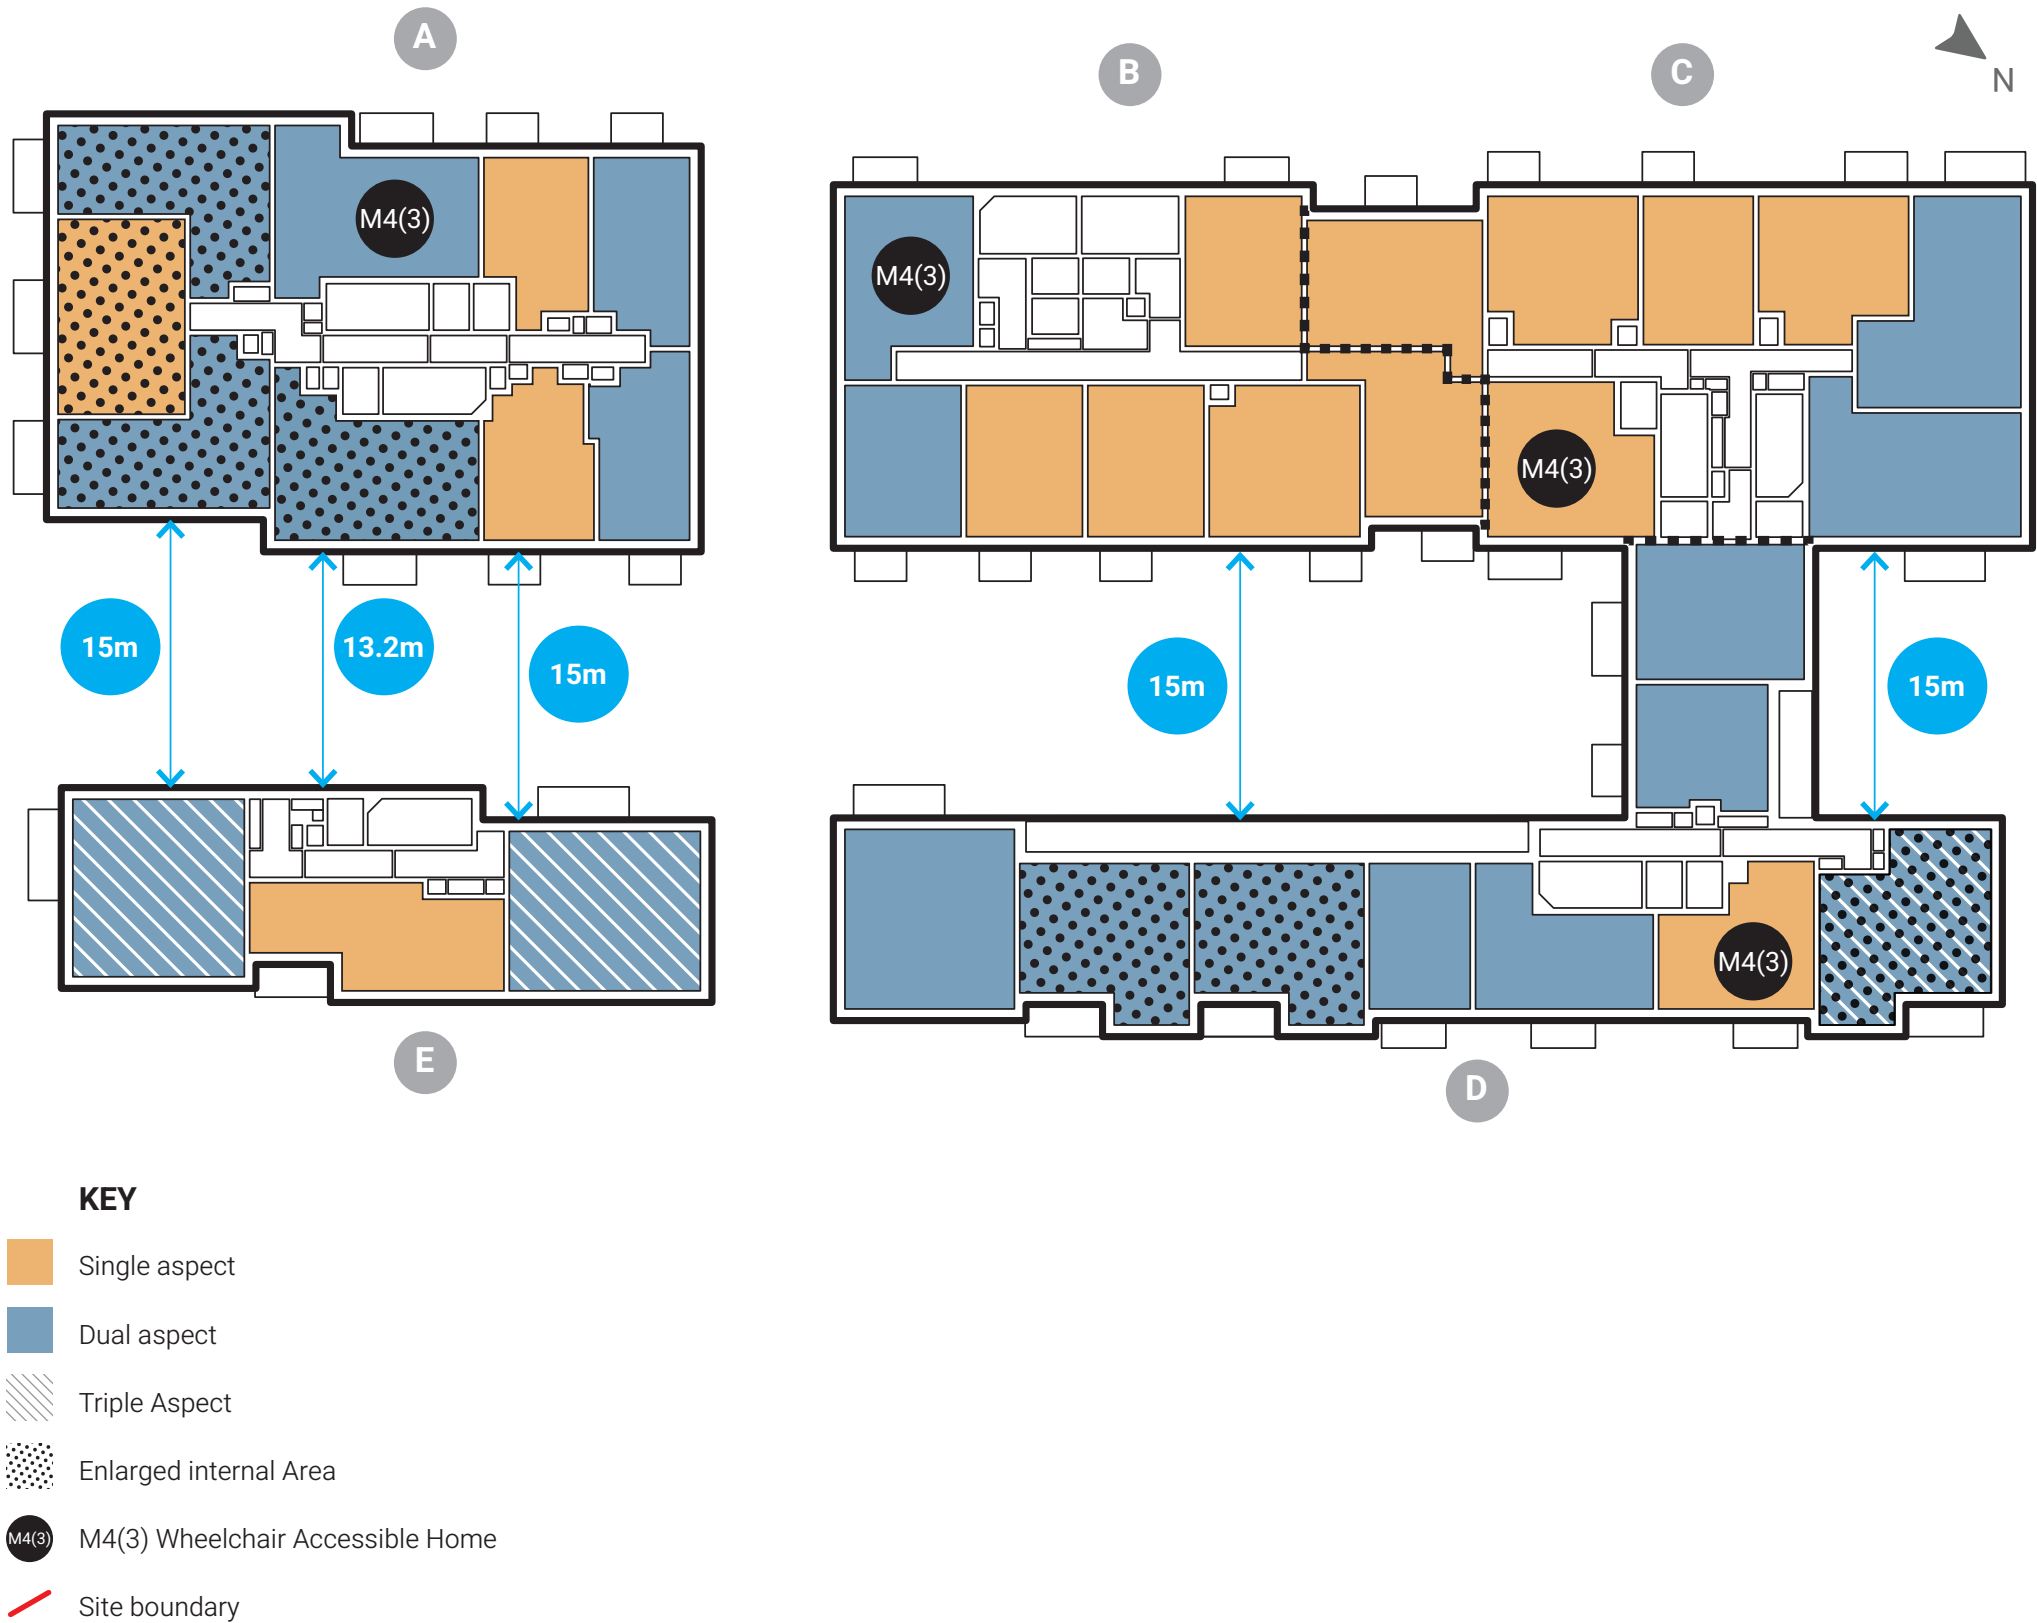 A
B
C
N
M4(3)
M4(3)
M4(3)
15m
13.2m
15m
15m
15m
M4(3)
E
D
KEY
Single aspect
Dual aspect
Triple Aspect
Enlarged internal Area
M4(3) M4(3) Wheelchair Accessible Home
Site boundary